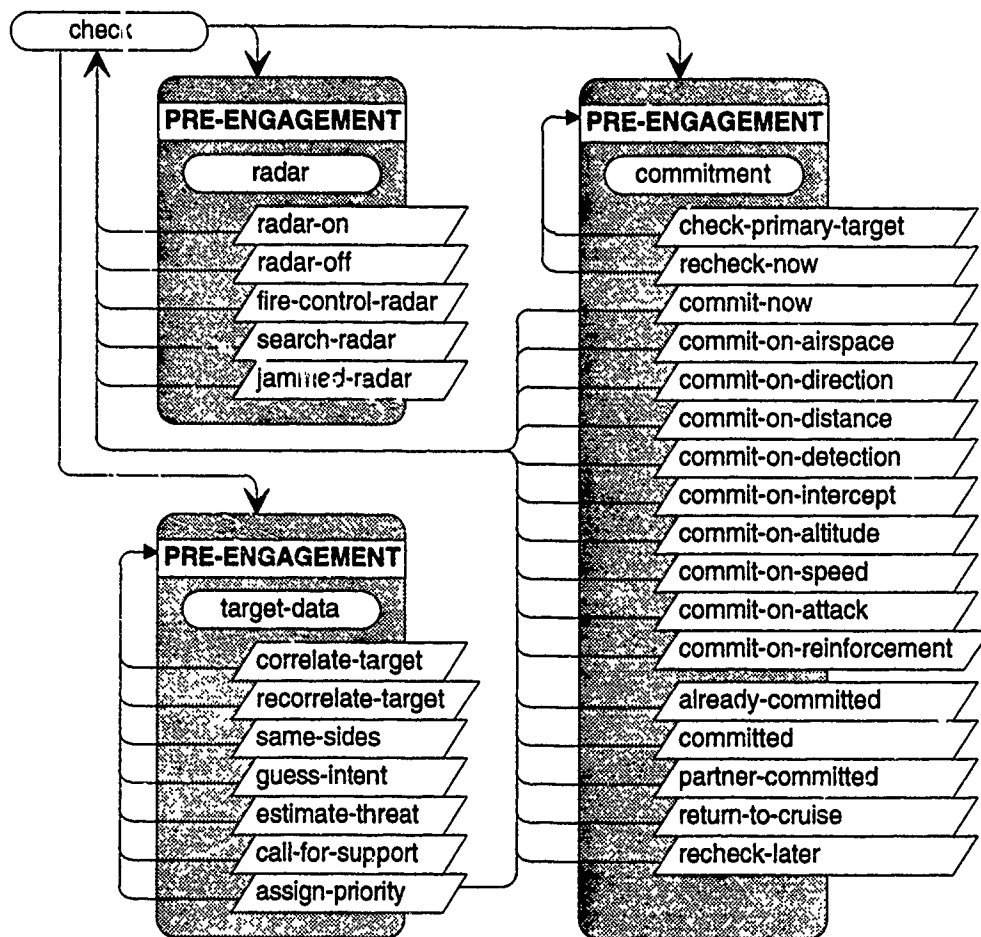 check
PRE-ENGAGEMENT
radar
radar-on
radar-off
fire-control-radar
search-radar
jammed-radar
PRE-ENGAGEMENT
target-data
correlate-target
recorrelate-target
same-sides
guess-intent
estimate-threat
call-for-support
assign-priority
PRE-ENGAGEMENT
commitment
check-primary-target
recheck-now
commit-now
commit-on-airspace
commit-on-direction
commit-on-distance
commit-on-detection
commit-on-intercept
commit-on-altitude
commit-on-speed
commit-on-attack
commit-on-reinforcement
already-committed
committed
partner-committed
return-to-cruise
recheck-later